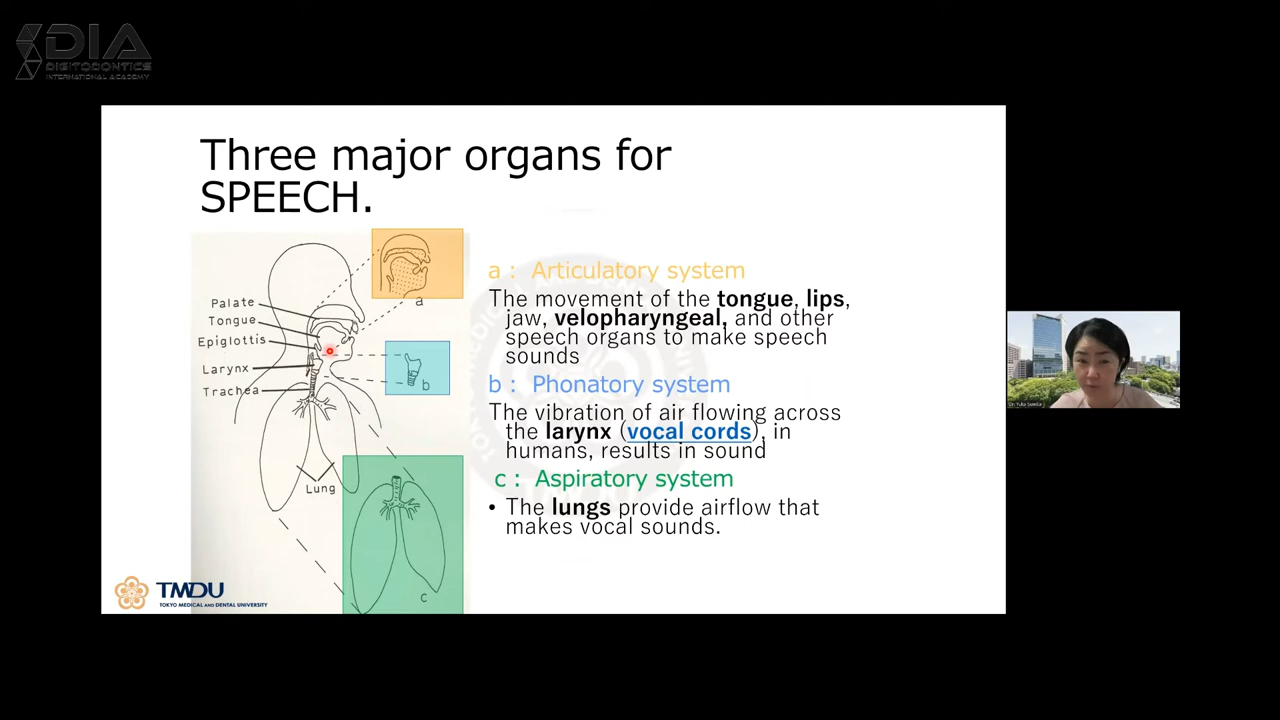 DIA
DIGITODONTICS
INTERNATIONAL ACADEMY
Three major organs for
SPEECH.
Palate
Tongue
Epiglottis
Larynx
Trachea
Lung
a
b
c
a : Articulatory system
The movement of the tongue, lips,
jaw, velopharyngeal, and other
speech organs to make speech
sounds
b : Phonatory system
The vibration of air flowing across
the larynx (vocal cords), in
humans, results in sound
c : Aspiratory system
• The lungs provide airflow that
makes vocal sounds.
TMDU
TOKYO MEDICAL AND DENTAL UNIVERSITY
Dr. Yuka Sumita